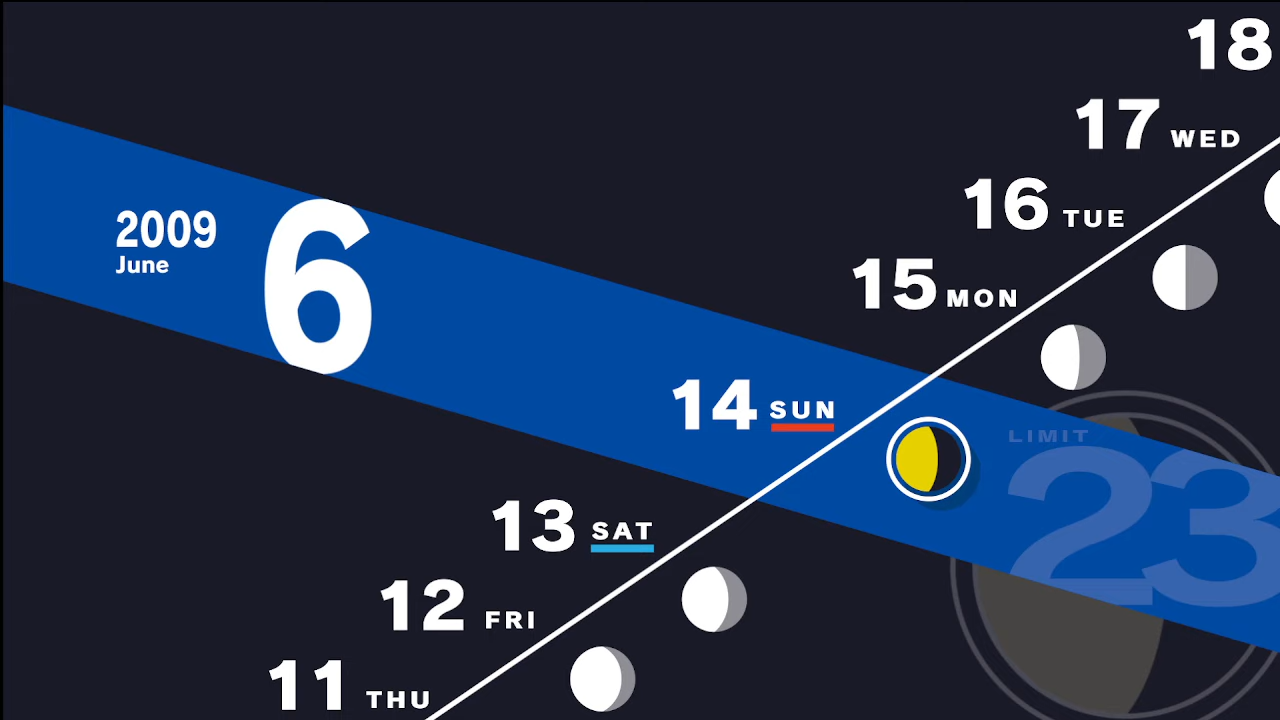 18
17 WED
16 TUE
2009
June
6
15 MON
14 SUN
LIMIT
23
13 SAT
12 FRI
11 THU